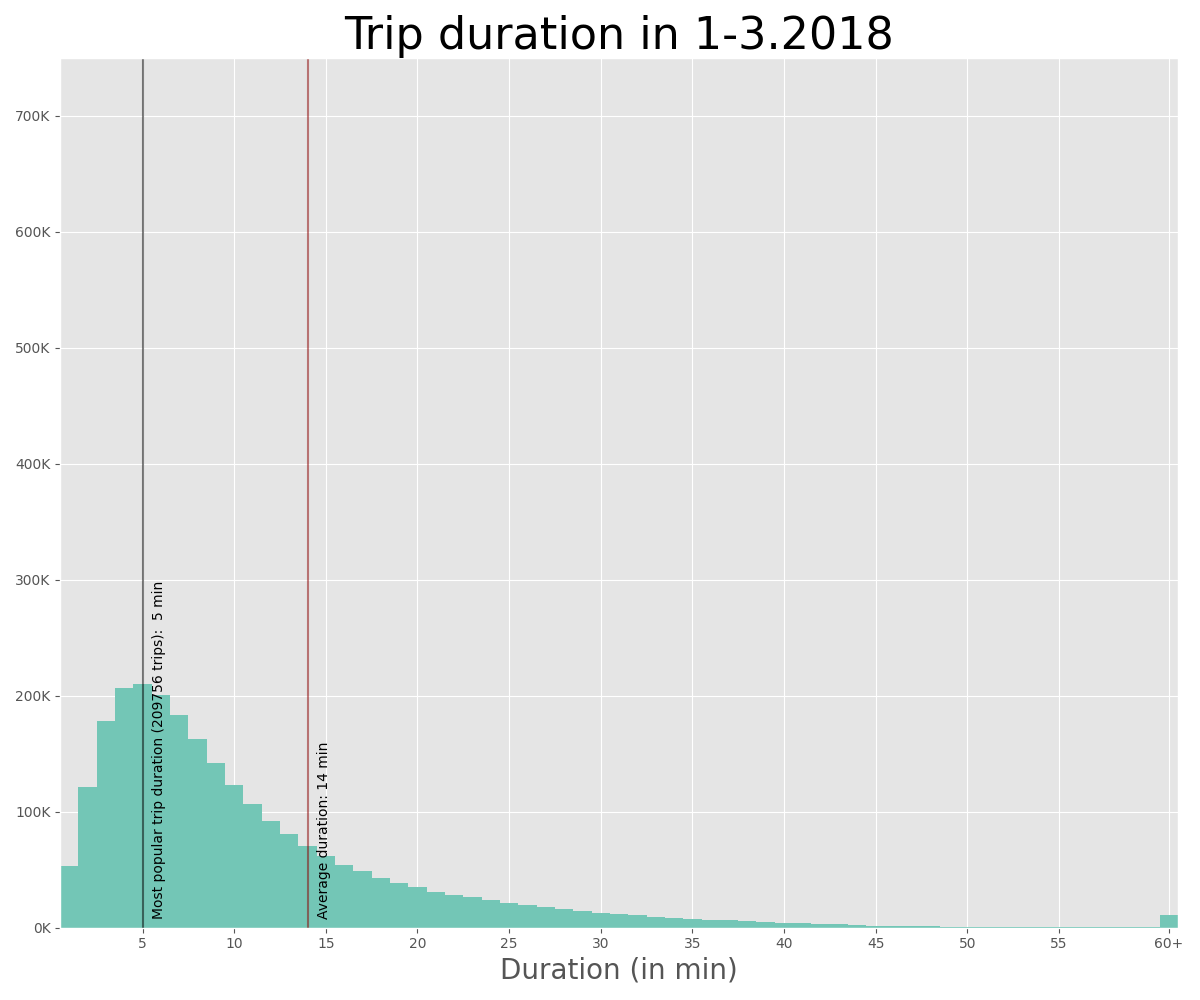 Trip duration in 1-3.2018
700K
600K
500K
400K
300K
200K
100K
0K
Most popular trip duration (209756 trips):  5 min
Average duration: 14 min
5 10 15 20 25 30 35 40 45 50 55 60+
Duration (in min)